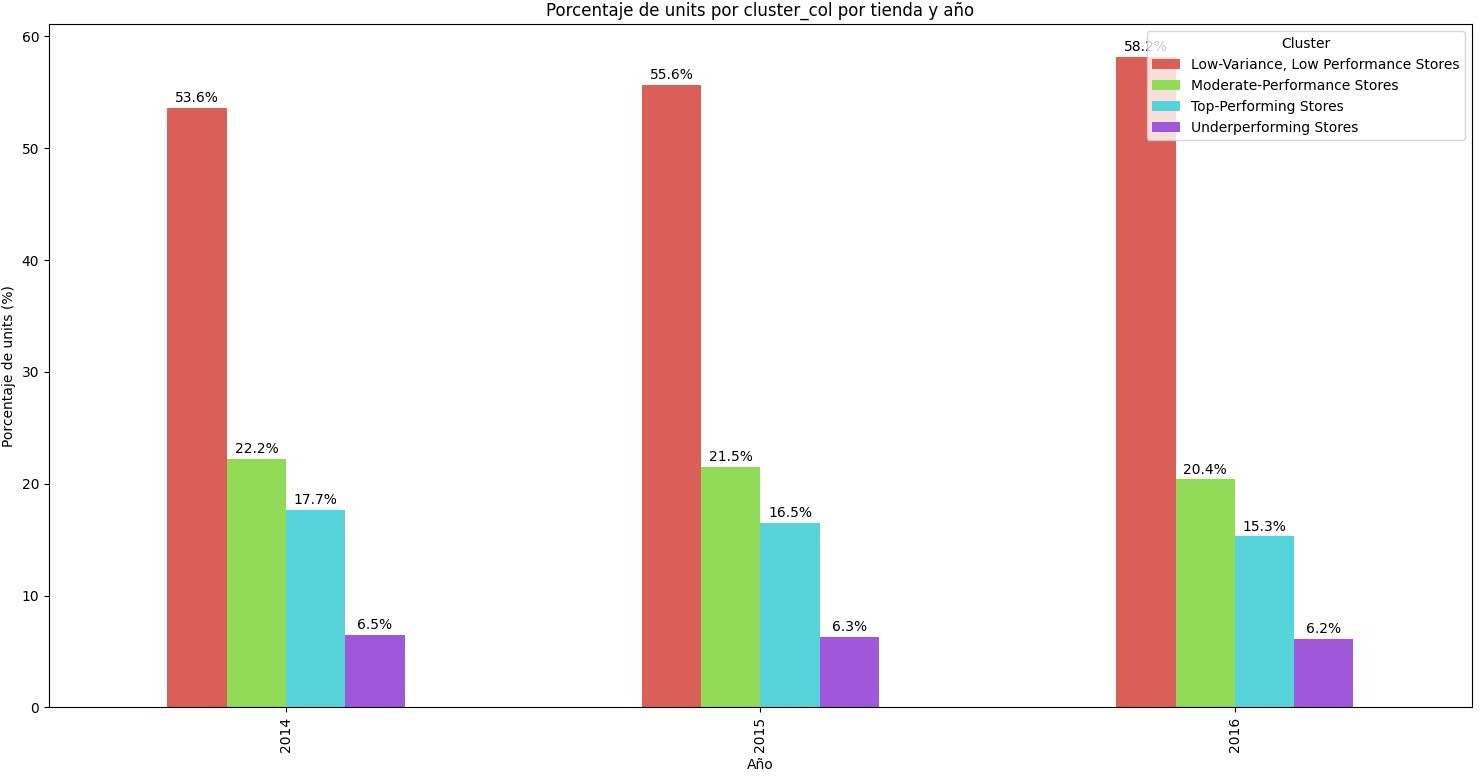 Porcentaje de units por cluster_col por tienda y año
Porcentaje de units (%)
60
50
40
30
20
10
0
53.6%
22.2%
17.7%
6.5%
55.6%
21.5%
16.5%
6.3%
58.2%
20.4%
15.3%
6.2%
Cluster
Low-Variance, Low Performance Stores
Moderate-Performance Stores
Top-Performing Stores
Underperforming Stores
2014
2015
2016
Año